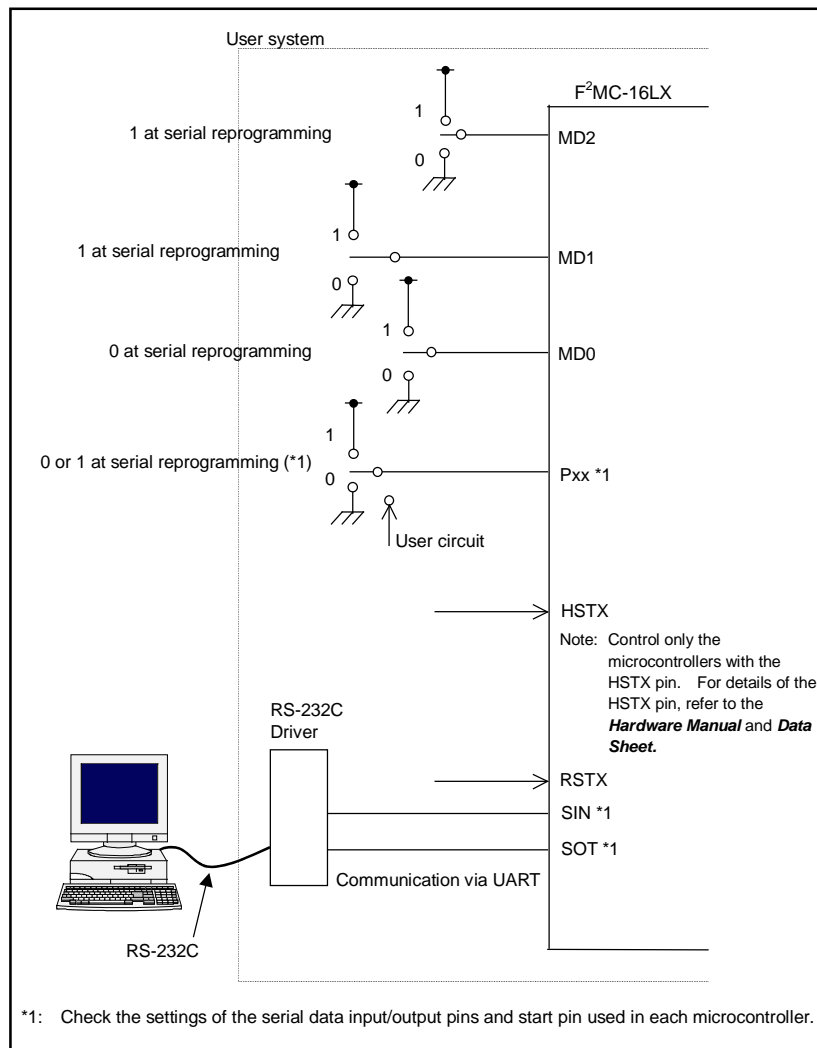 User system
F²MC-16LX
1
1 at serial reprogramming
MD2
0
1
1 at serial reprogramming
MD1
0
1
0 at serial reprogramming
MD0
0
1
0 or 1 at serial reprogramming (*1)
0
Pxx *1
User circuit
HSTX
Note: Control only the
microcontrollers with the
HSTX pin. For details of the
HSTX pin, refer to the
Hardware Manual and Data
Sheet.
RS-232C
Driver
RSTX
SIN *1
SOT *1
Communication via UART
RS-232C
*1: Check the settings of the serial data input/output pins and start pin used in each microcontroller.